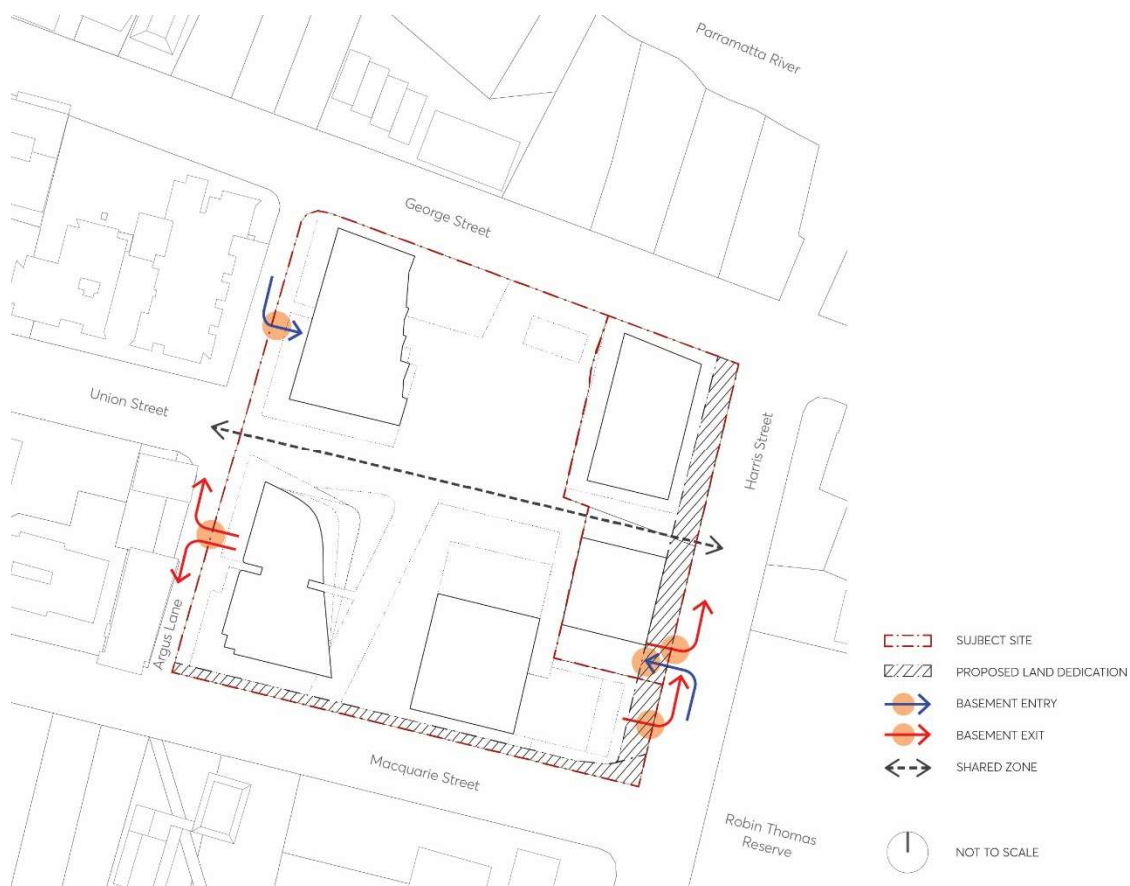 Parramatta River
George Street
Union Street
Harris Street
Argus Lane
Macquarie Street
Robin Thomas
Reserve
SUJBECT SITE
PROPOSED LAND DEDICATION
BASEMENT ENTRY
BASEMENT EXIT
SHARED ZONE
NOT TO SCALE